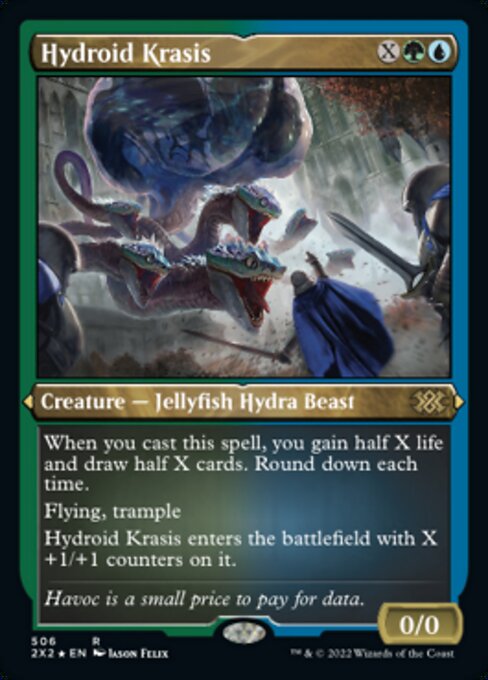 Hydroid Krasis X
Creature — Jellyfish Hydra Beast
When you cast this spell, you gain half X life
and draw half X cards. Round down each
time.
Flying, trample
Hydroid Krasis enters the battlefield with X
+1/+1 counters on it.
Havoc is a small price to pay for data.
0/0
506 R
2X2 ★ EN Iason Felix
™ & © 2022 Wizards of the Coast